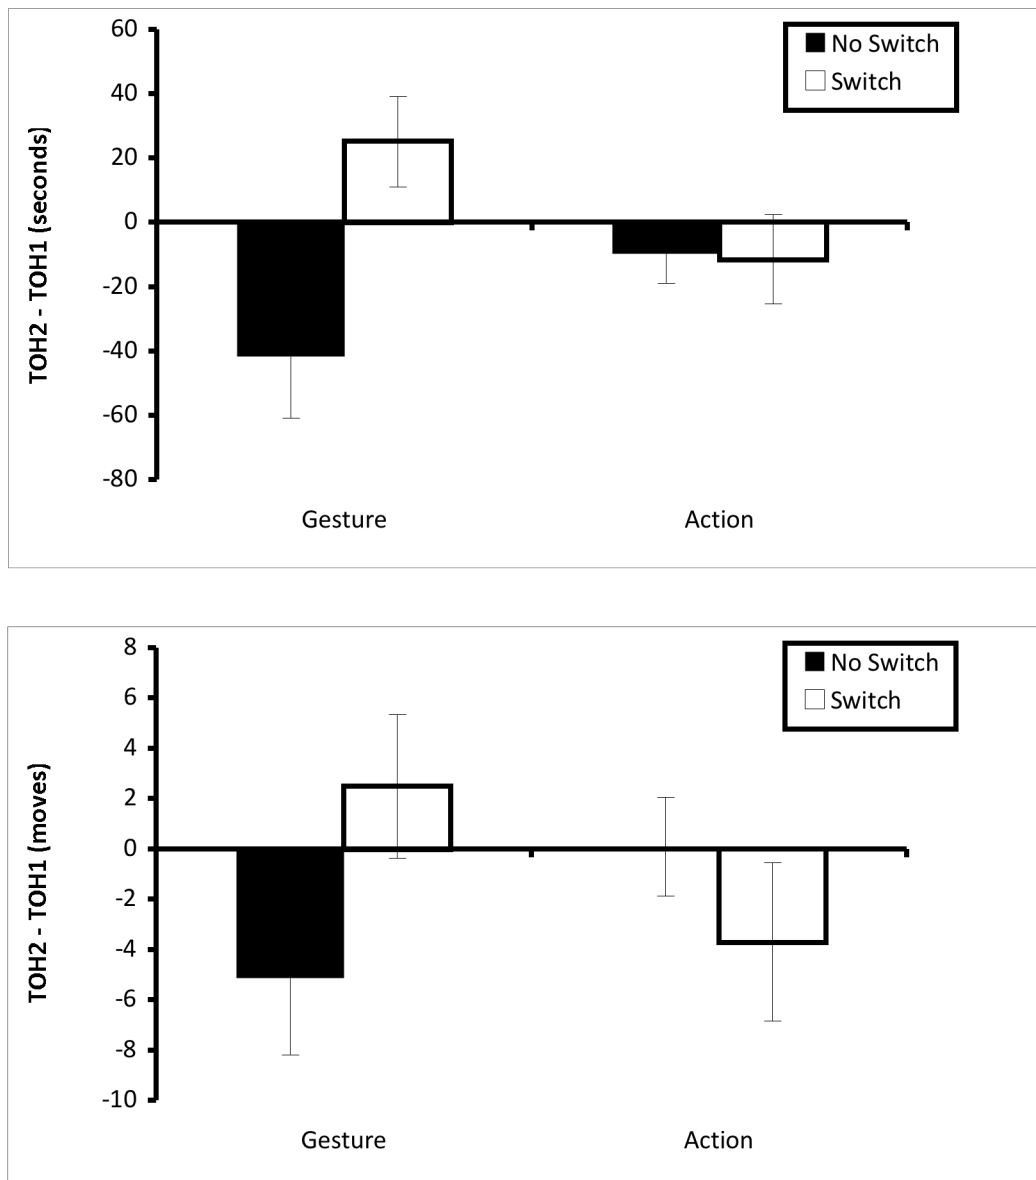 60
40
20
0
-20
-40
-60
-80
TOH2 - TOH1 (seconds)
No Switch
Switch
Gesture Action
8
6
4
2
0
-2
-4
-6
-8
-10
TOH2 - TOH1 (moves)
No Switch
Switch
Gesture Action